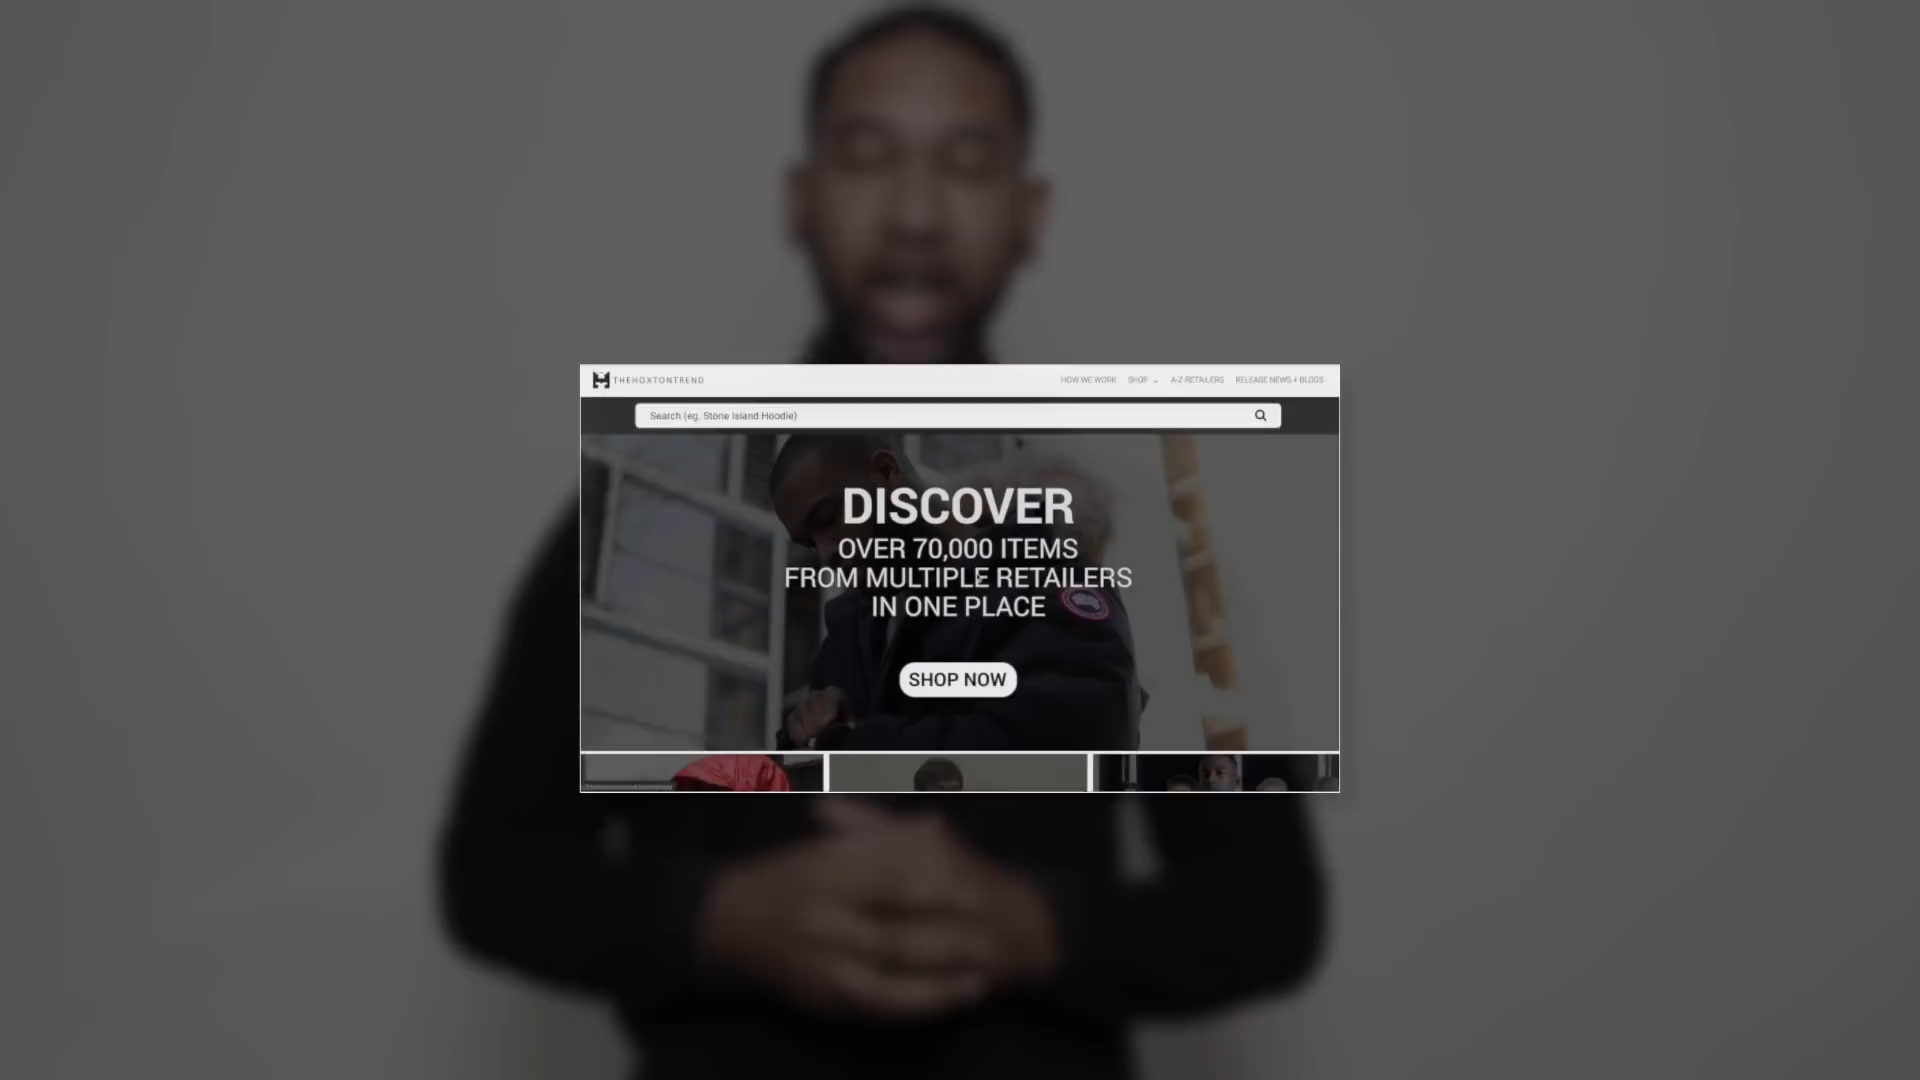 THEHOXTONTREND
HOW WE WORK SHOP A-Z RETAILERS RELEASE NEWS + BLOGS
Search (eg. Stone Island Hoodie)
DISCOVER
OVER 70,000 ITEMS
FROM MULTIPLE RETAILERS
IN ONE PLACE
SHOP NOW